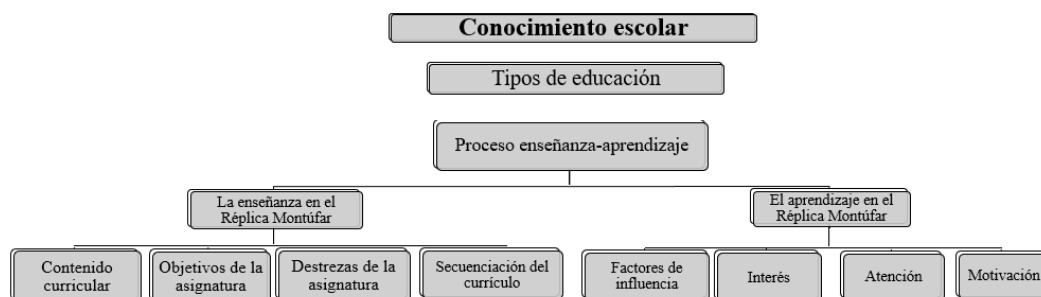 Conocimiento escolar
Tipos de educación
Proceso enseñanza-aprendizaje
La enseñanza en el
Réplica Montúfar
El aprendizaje en el
Réplica Montúfar
Contenido
curricular
Objetivos de la
asignatura
Destrezas de la
asignatura
Secuenciación del
currículo
Factores de
influencia
Interés
Atención
Motivación